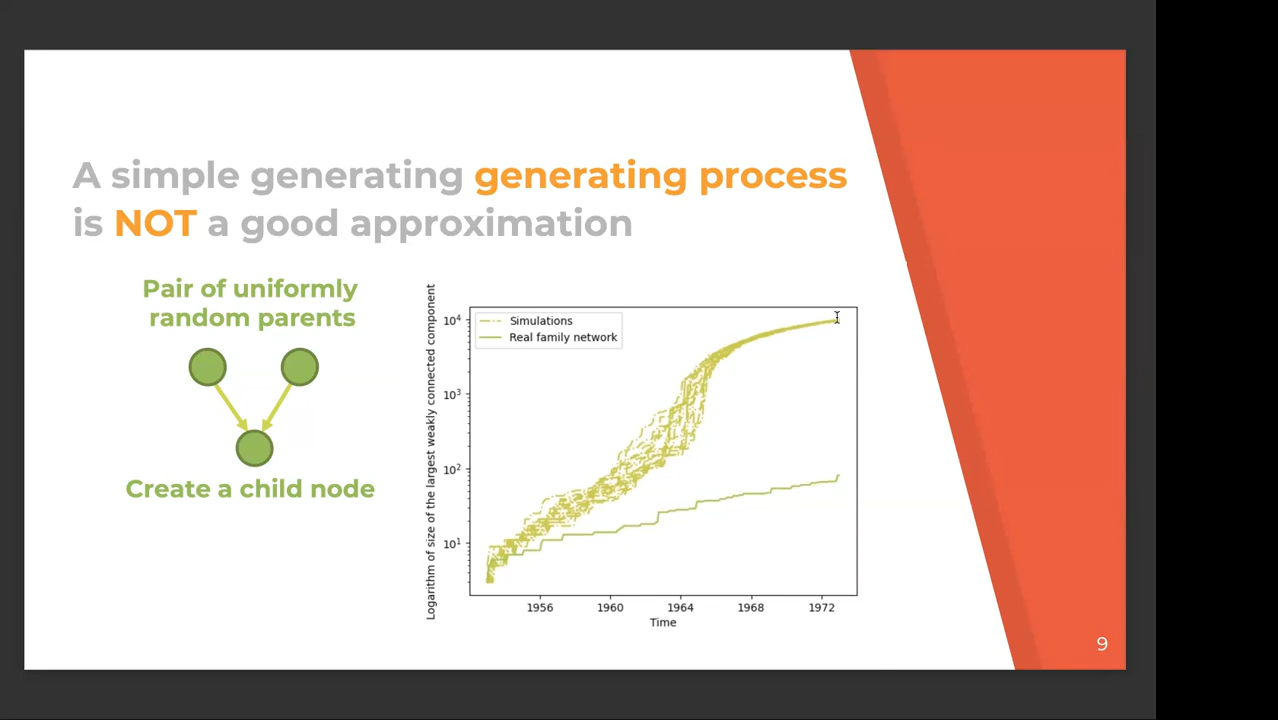 A simple generating generating process
is NOT a good approximation
Pair of uniformly
random parents
Create a child node
Logarithm of size of the largest weakly connected component
10⁴
10³
10²
10¹
Simulations
Real family network
1956 1960 1964 1968 1972
Time
9